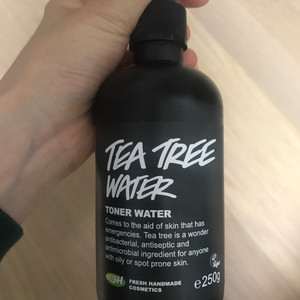 TEA TREE
WATER
TONER WATER
Comes to the aid of skin that has
emergencies. Tea tree is a wonder
antibacterial, antiseptic and
antimicrobial ingredient for anyone
with oily or spot prone skin.
FRESH HANDMADE
COSMETICS
℮250g